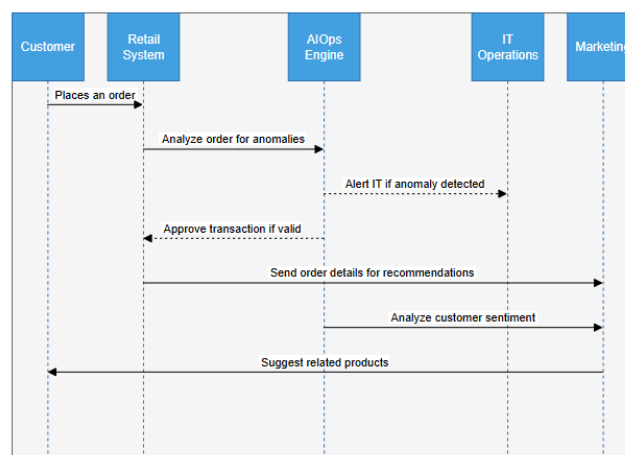 Customer
Retail
System
AIOps
Engine
IT
Operations
Marketing
Places an order
Analyze order for anomalies
Alert IT if anomaly detected
Approve transaction if valid
Send order details for recommendations
Analyze customer sentiment
Suggest related products